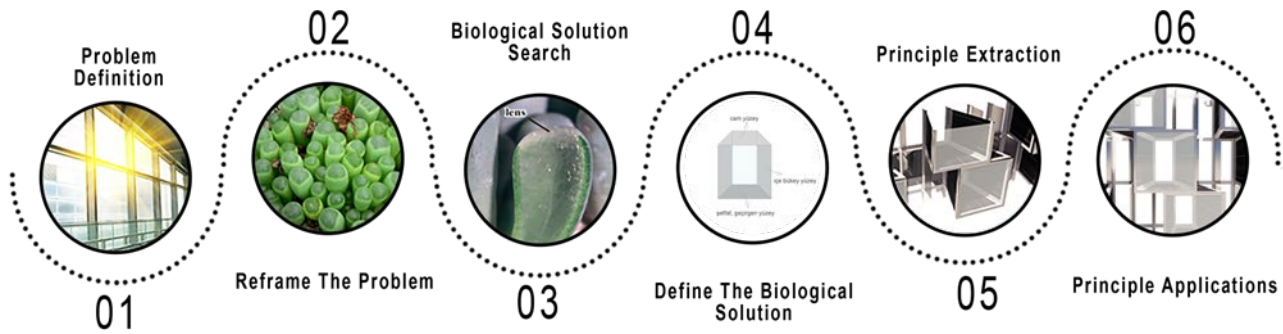 01
Problem
Definition
02
Reframe The Problem
03
Biological Solution
Search
lens
04
cam yüzey
içe bükey yüzey
şeffaf, geçirgen yüzey
Define The Biological
Solution
05
Principle Extraction
06
Principle Applications